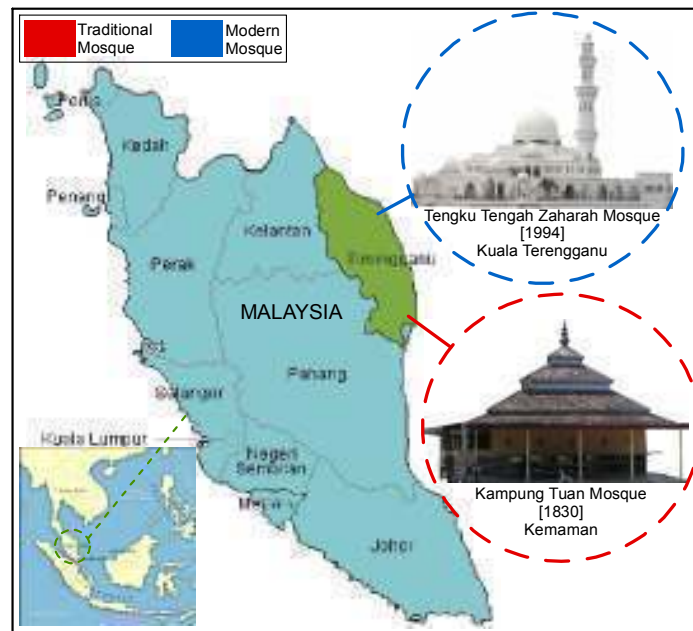 Traditional
Mosque
Modern
Mosque
Perlis
Kedah
Penang
Kelantan
Terengganu
Perak
MALAYSIA
Pahang
Selangor
Kuala Lumpur
Negeri
Sembilan
Johor
Tengku Tengah Zaharah Mosque
[1994]
Kuala Terengganu
Kampung Tuan Mosque
[1830]
Kemaman